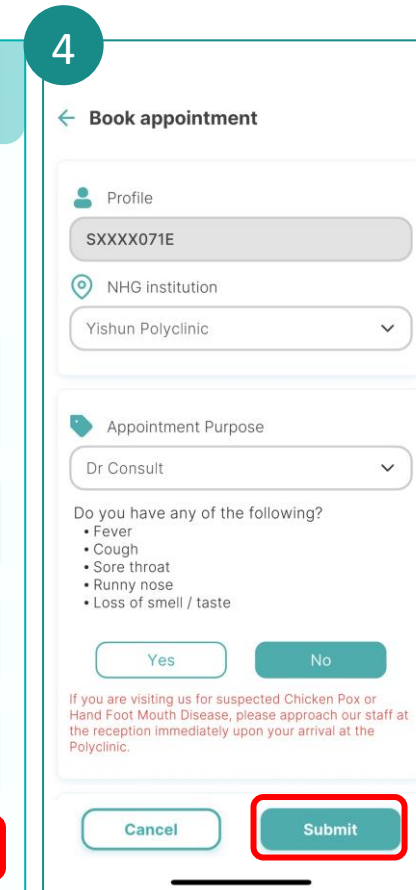 4
Book appointment
Profile
SXXXX071E
NHG institution
Yishun Polyclinic
Appointment Purpose
Dr Consult
Do you have any of the following?
• Fever
• Cough
• Sore throat
• Runny nose
• Loss of smell / taste
Yes No
If you are visiting us for suspected Chicken Pox or
Hand Foot Mouth Disease, please approach our staff at
the reception immediately upon your arrival at the
Polyclinic.
Cancel Submit